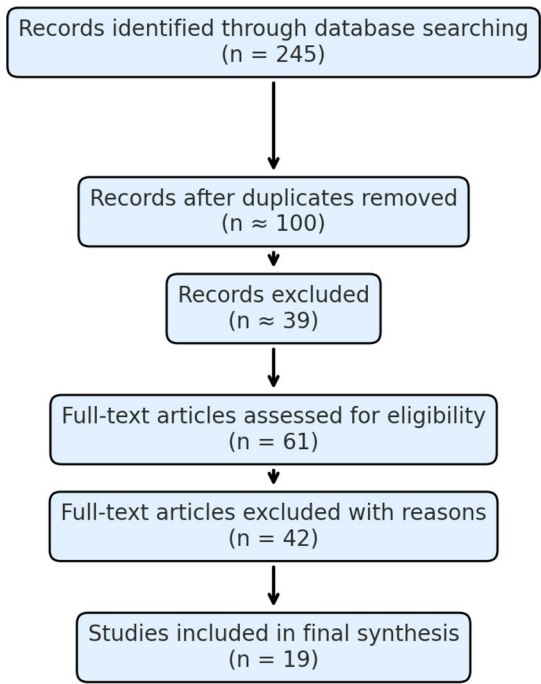 Records identified through database searching
(n = 245)
Records after duplicates removed
(n ≈ 100)
Records excluded
(n ≈ 39)
Full-text articles assessed for eligibility
(n = 61)
Full-text articles excluded with reasons
(n = 42)
Studies included in final synthesis
(n = 19)